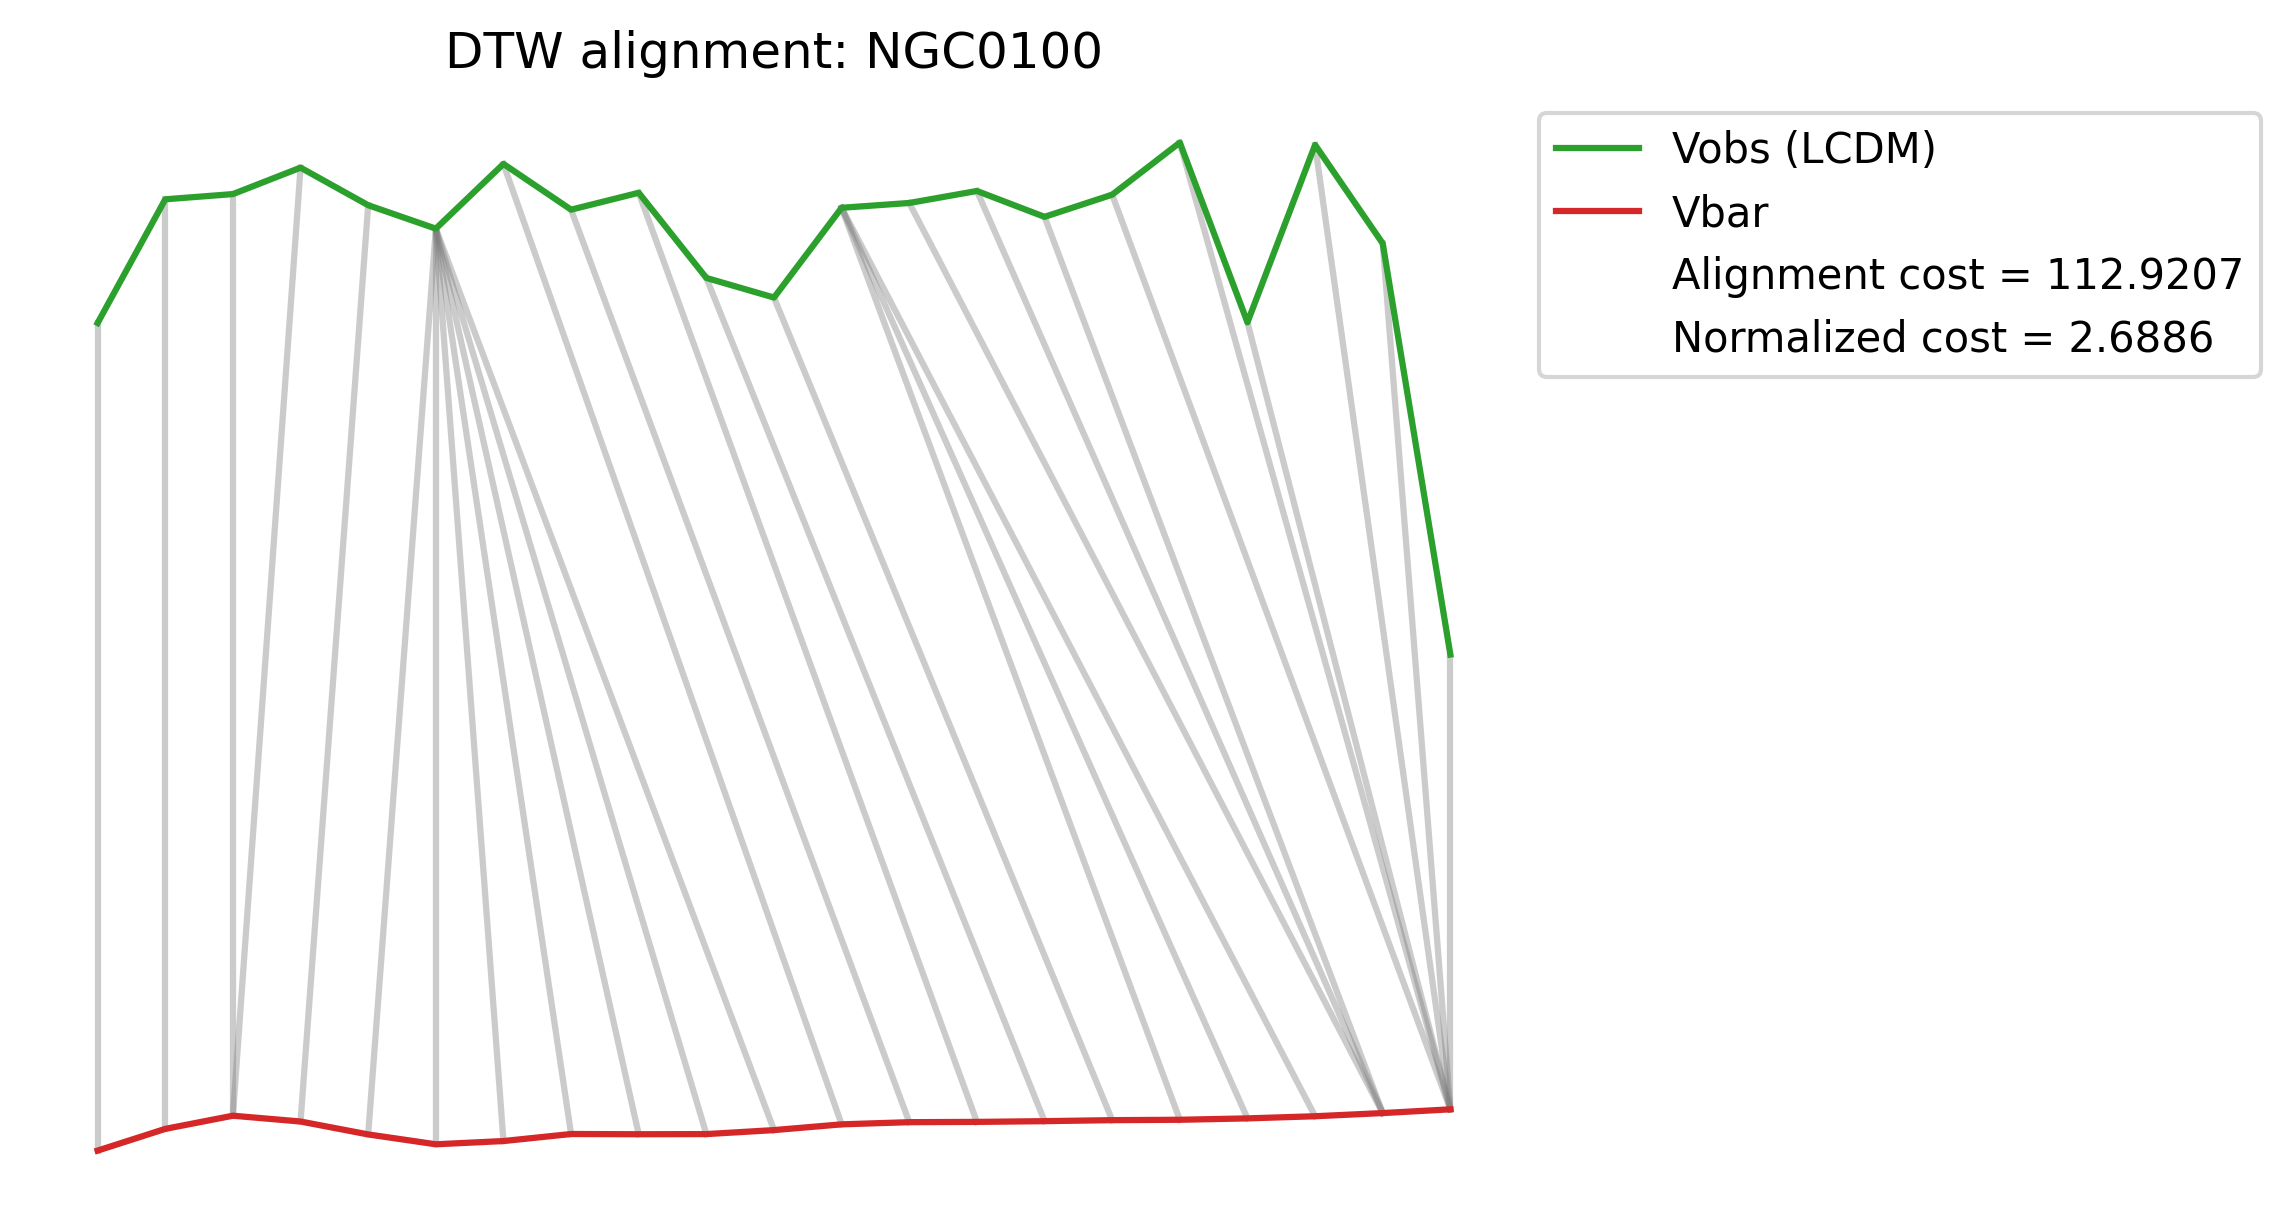 DTW alignment: NGC0100
Vobs (LCDM)
Vbar
Alignment cost = 112.9207
Normalized cost = 2.6886